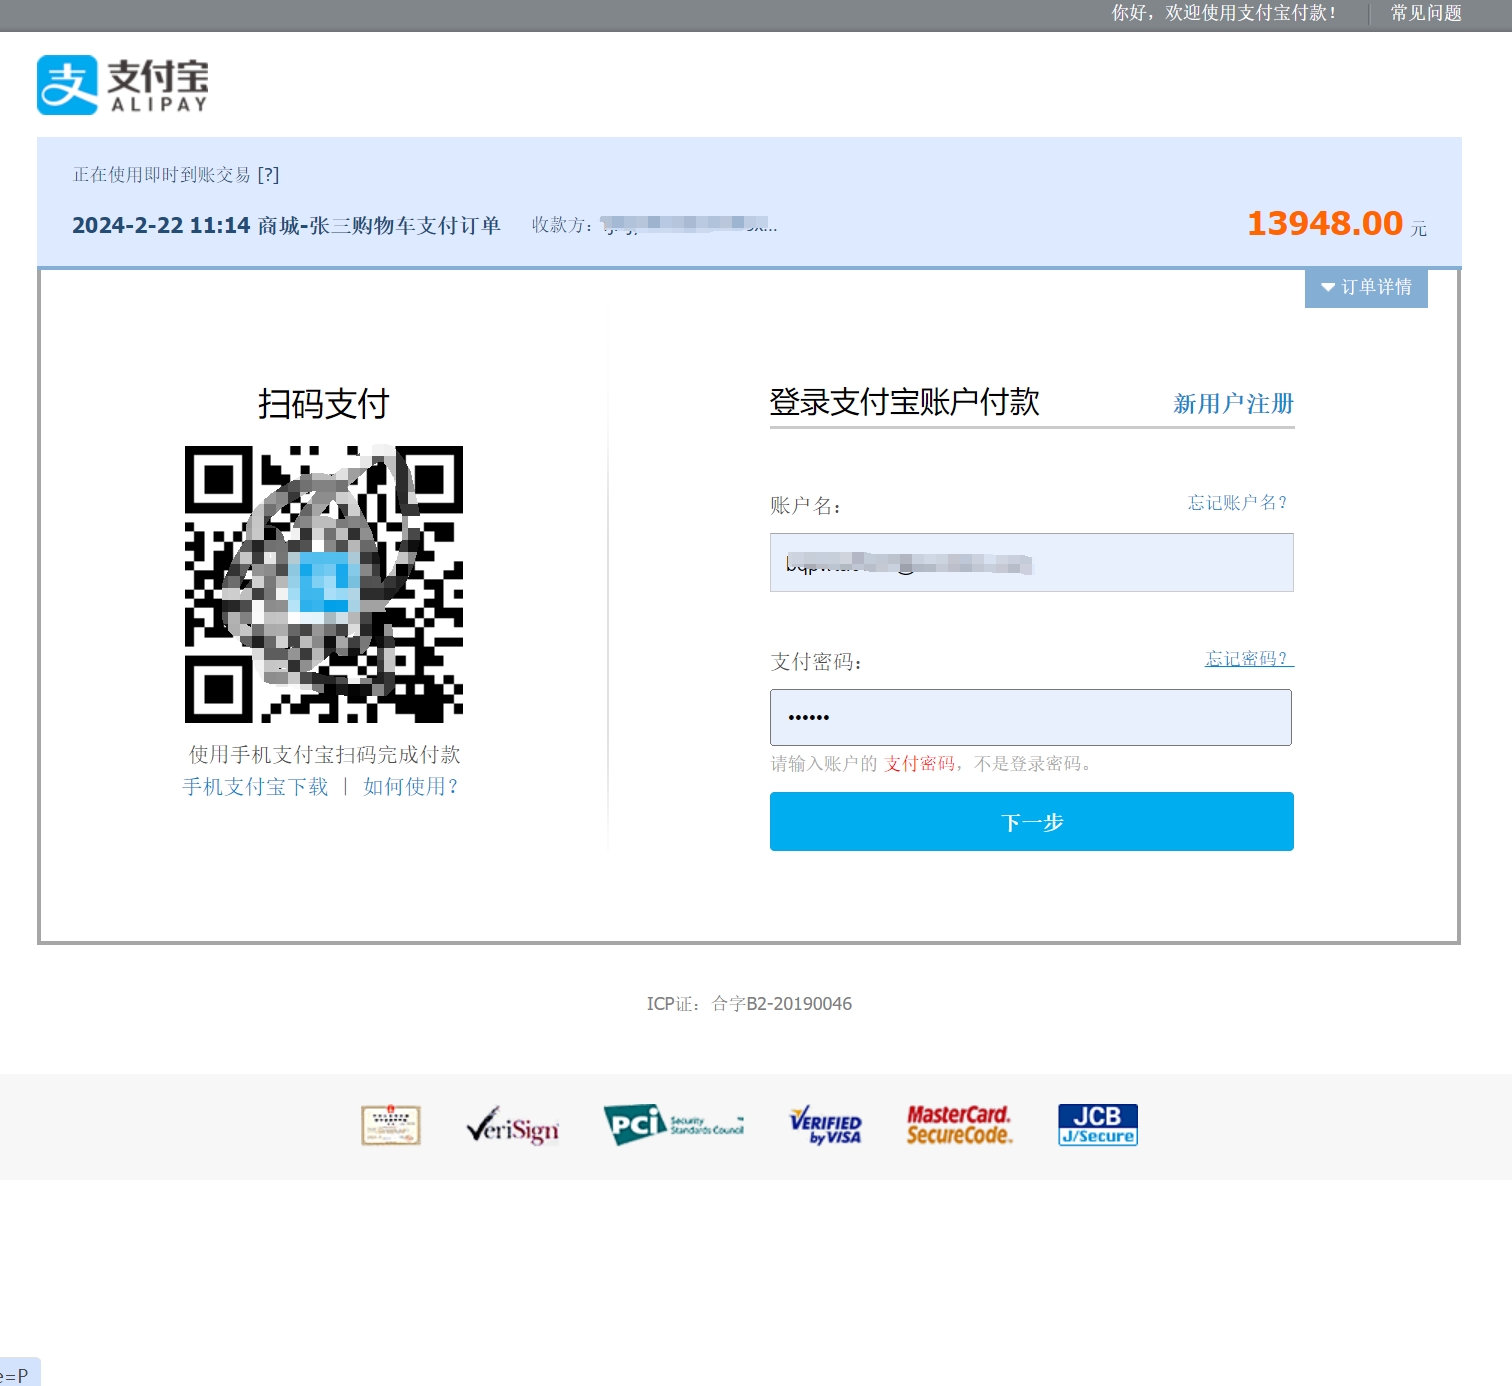 你好，欢迎使用支付宝付款！ 常见问题
支 支付宝
ALIPAY
正在使用即时到账交易 [?]
2024-2-22 11:14 商城-张三购物车支付订单 收款方：
13948.00 元
订单详情
扫码支付
使用手机支付宝扫码完成付款
手机支付宝下载 | 如何使用？
登录支付宝账户付款 新用户注册
账户名： 忘记账户名？
支付密码： 忘记密码？
••••••
请输入账户的 支付密码，不是登录密码。
下一步
ICP证：合字B2-20190046
VeriSign
PCI Security Standards Council
VERIFIED by VISA
MasterCard. SecureCode.
JCB J/Secure
e=P